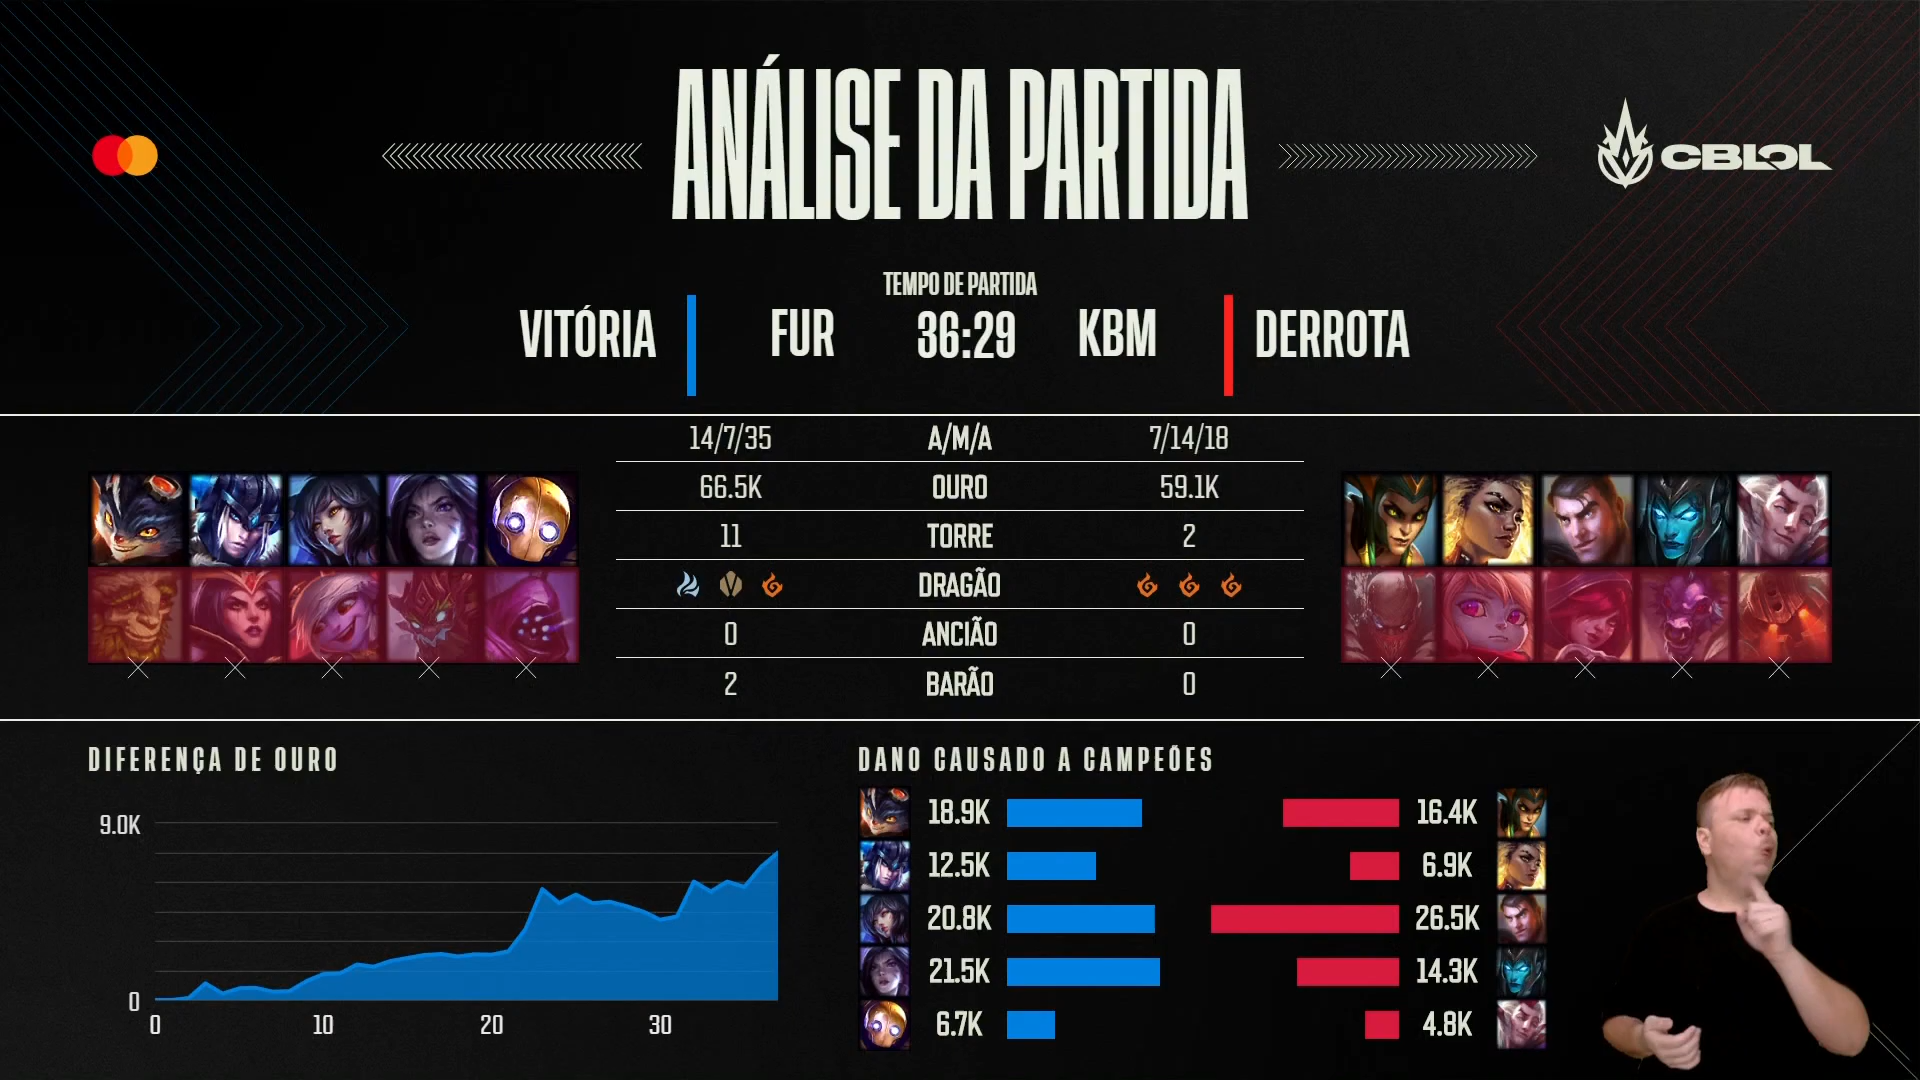 ANÁLISE DA PARTIDA
CBLOL
TEMPO DE PARTIDA
VITÓRIA FUR 36:29 KBM DERROTA
14/7/35 A/M/A 7/14/18
66.5K OURO 59.1K
11 TORRE 2
DRAGÃO
0 ANCIÃO 0
2 BARÃO 0
DIFERENÇA DE OURO
9.0K
0
0 10 20 30
DANO CAUSADO A CAMPEÕES
18.9K 16.4K
12.5K 6.9K
20.8K 26.5K
21.5K 14.3K
6.7K 4.8K